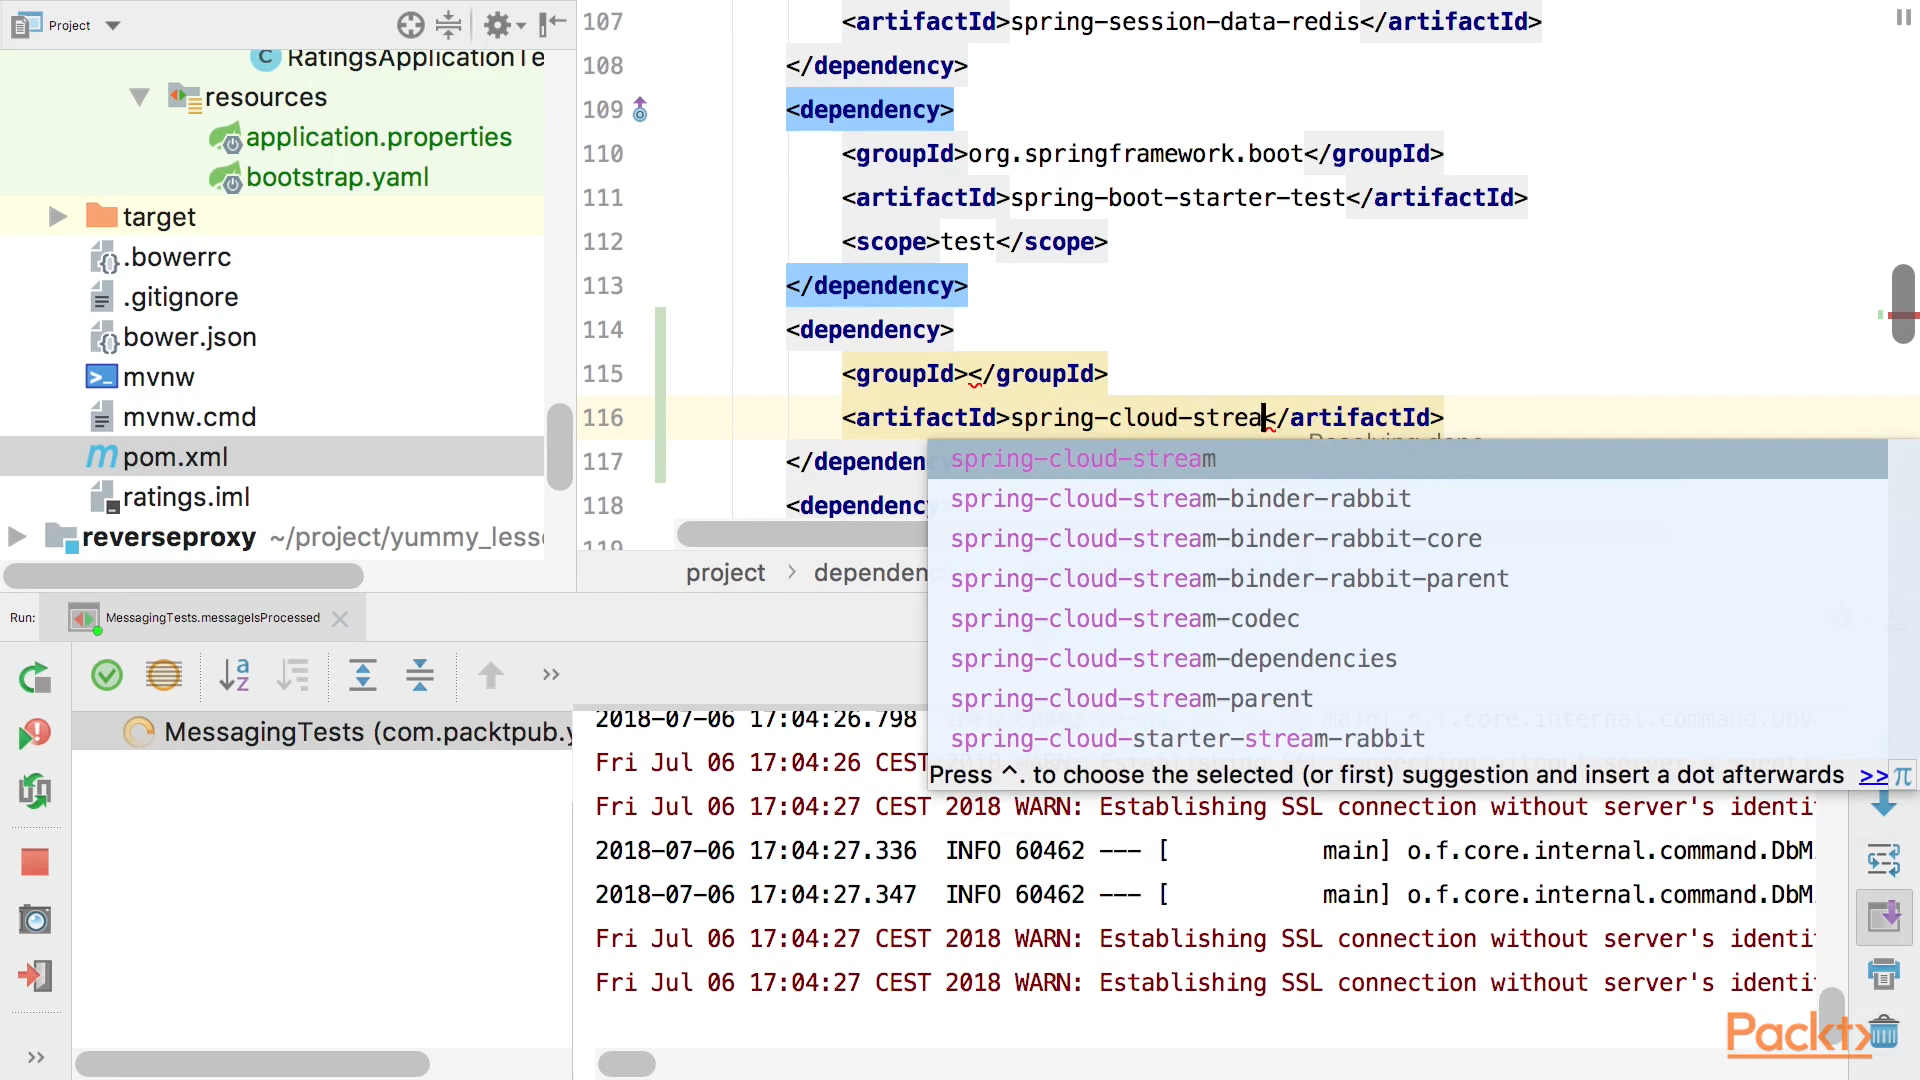 Project
RatingsApplicationTe
resources
application.properties
bootstrap.yaml
target
.bowerrc
.gitignore
bower.json
mvnw
mvnw.cmd
pom.xml
ratings.iml
reverseproxy ~/project/yummy_lesso
107 <artifactId>spring-session-data-redis</artifactId>
108 </dependency>
109 <dependency>
110 <groupId>org.springframework.boot</groupId>
111 <artifactId>spring-boot-starter-test</artifactId>
112 <scope>test</scope>
113 </dependency>
114 <dependency>
115 <groupId></groupId>
116 <artifactId>spring-cloud-strea</artifactId>
117 </dependen
118 <dependency
119
spring-cloud-stream
spring-cloud-stream-binder-rabbit
spring-cloud-stream-binder-rabbit-core
spring-cloud-stream-binder-rabbit-parent
spring-cloud-stream-codec
spring-cloud-stream-dependencies
spring-cloud-stream-parent
spring-cloud-starter-stream-rabbit
Press ^. to choose the selected (or first) suggestion and insert a dot afterwards >> π
project > dependen
Run: MessagingTests.messageIsProcessed
MessagingTests (com.packtpub.y
2018-07-06 17:04:26.798
Fri Jul 06 17:04:26 CEST
Fri Jul 06 17:04:27 CEST 2018 WARN: Establishing SSL connection without server's identi
2018-07-06 17:04:27.336 INFO 60462 --- [ main] o.f.core.internal.command.DbM
2018-07-06 17:04:27.347 INFO 60462 --- [ main] o.f.core.internal.command.DbM
Fri Jul 06 17:04:27 CEST 2018 WARN: Establishing SSL connection without server's identi
Fri Jul 06 17:04:27 CEST 2018 WARN: Establishing SSL connection without server's identi
Packt>